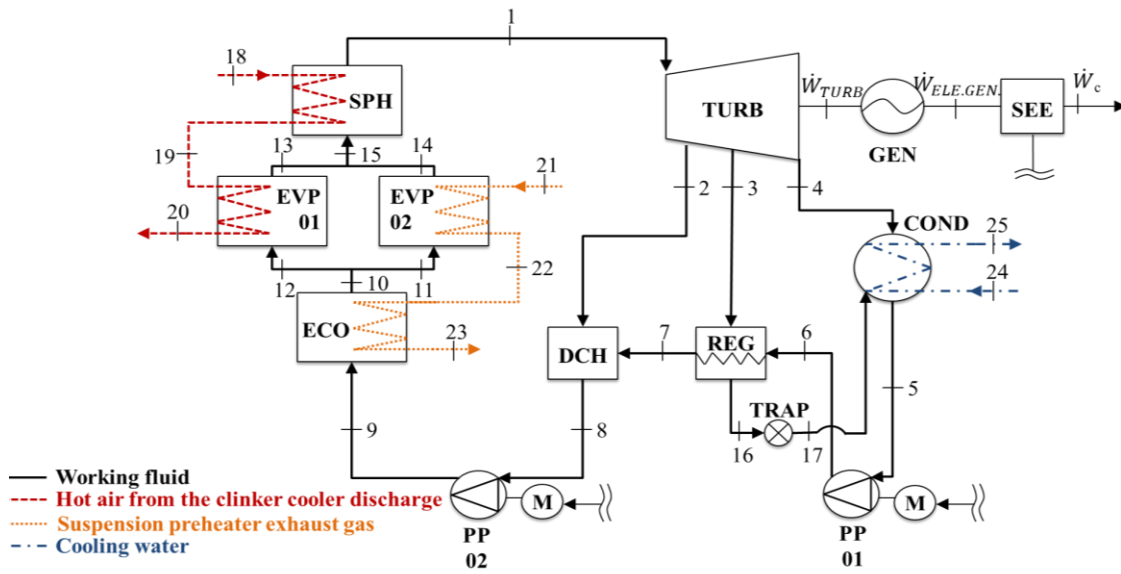 1
18
SPH
Ẇ_TURB
Ẇ_ELE.GEN.
Ẇ_c
TURB
SEE
GEN
13
15
14
19
2
3
4
21
EVP
01
EVP
02
COND
25
20
22
24
12
10
11
ECO
23
7
REG
6
DCH
5
TRAP
9
8
16
17
M
M
PP
02
PP
01
Working fluid
Hot air from the clinker cooler discharge
Suspension preheater exhaust gas
Cooling water